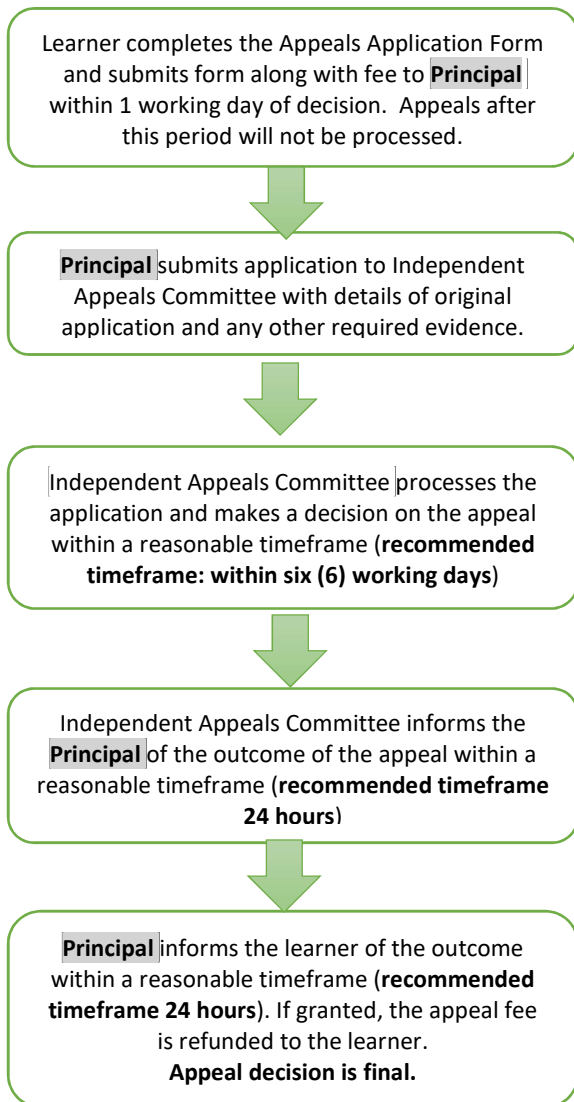 Learner completes the Appeals Application Form
and submits form along with fee to Principal
within 1 working day of decision.  Appeals after
this period will not be processed.
Principal submits application to Independent
Appeals Committee with details of original
application and any other required evidence.
Independent Appeals Committee processes the
application and makes a decision on the appeal
within a reasonable timeframe (recommended
timeframe: within six (6) working days)
Independent Appeals Committee informs the
Principal of the outcome of the appeal within a
reasonable timeframe (recommended timeframe
24 hours)
Principal informs the learner of the outcome
within a reasonable timeframe (recommended
timeframe 24 hours). If granted, the appeal fee
is refunded to the learner.
Appeal decision is final.